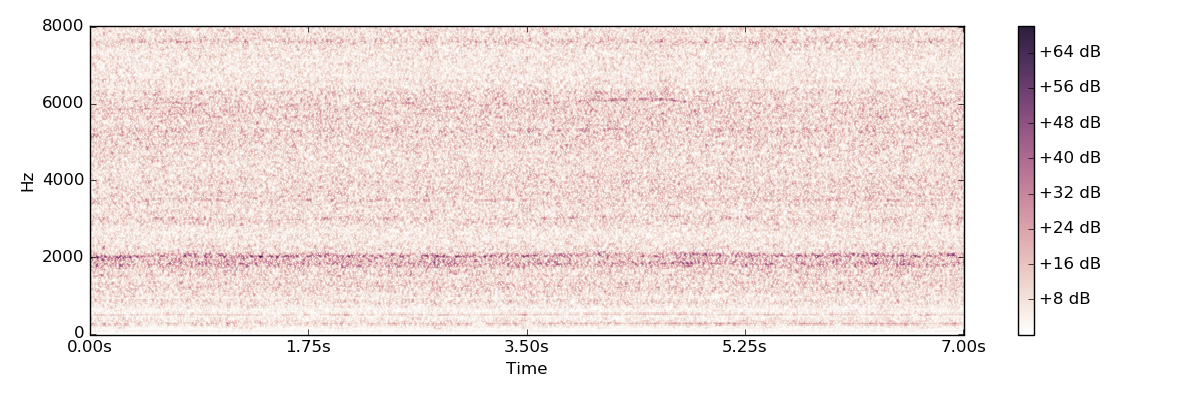 8000
6000
4000
2000
0
Hz
0.00s
1.75s
3.50s
5.25s
7.00s
Time
+64 dB
+56 dB
+48 dB
+40 dB
+32 dB
+24 dB
+16 dB
+8 dB